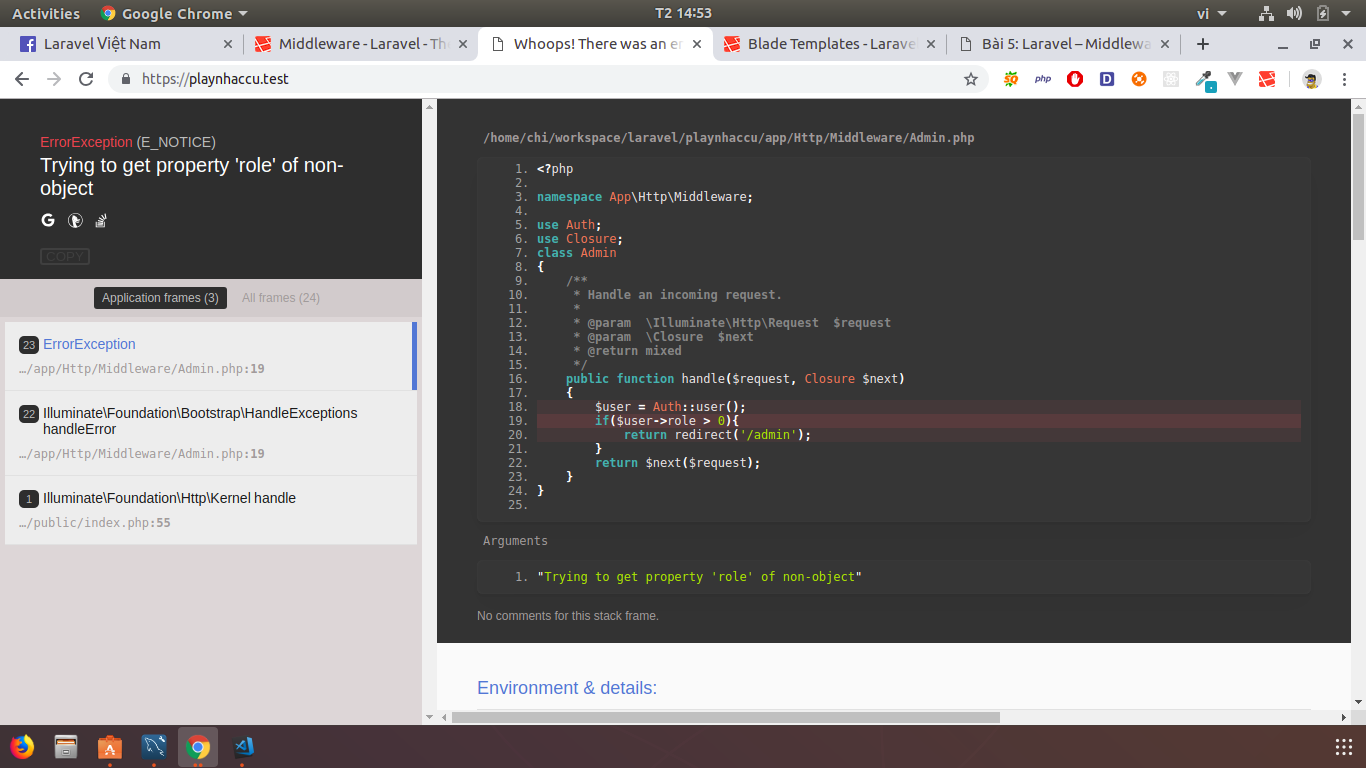 Activities
Google Chrome
T2 14:53
vi
Laravel Việt Nam
Middleware - Laravel - The
Whoops! There was an er
Blade Templates - Larave
Bài 5: Laravel – Middlewa
https://playnhaccu.test
php
D
ErrorException (E_NOTICE)
Trying to get property 'role' of non-
object
G
COPY
Application frames (3)
All frames (24)
23 ErrorException
…/app/Http/Middleware/Admin.php:19
22 Illuminate\Foundation\Bootstrap\HandleExceptions
handleError
…/app/Http/Middleware/Admin.php:19
1 Illuminate\Foundation\Http\Kernel handle
…/public/index.php:55
/home/chi/workspace/laravel/playnhaccu/app/Http/Middleware/Admin.php
1. <?php
2.
3. namespace App\Http\Middleware;
4.
5. use Auth;
6. use Closure;
7. class Admin
8. {
9.     /**
10.      * Handle an incoming request.
11.      *
12.      * @param  \Illuminate\Http\Request  $request
13.      * @param  \Closure  $next
14.      * @return mixed
15.      */
16.     public function handle($request, Closure $next)
17.     {
18.         $user = Auth::user();
19.         if($user->role > 0){
20.             return redirect('/admin');
21.         }
22.         return $next($request);
23.     }
24. }
25.
Arguments
1. "Trying to get property 'role' of non-object"
No comments for this stack frame.
Environment & details: